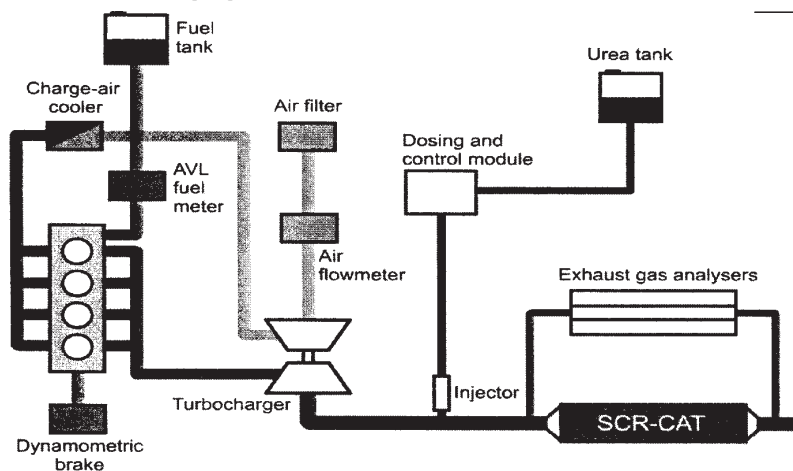 Fuel
tank
Urea tank
Charge-air
cooler
Air filter
Dosing and
control module
AVL
fuel
meter
Air
flowmeter
Exhaust gas analysers
Injector
Turbocharger
SCR-CAT
Dynamometric
brake